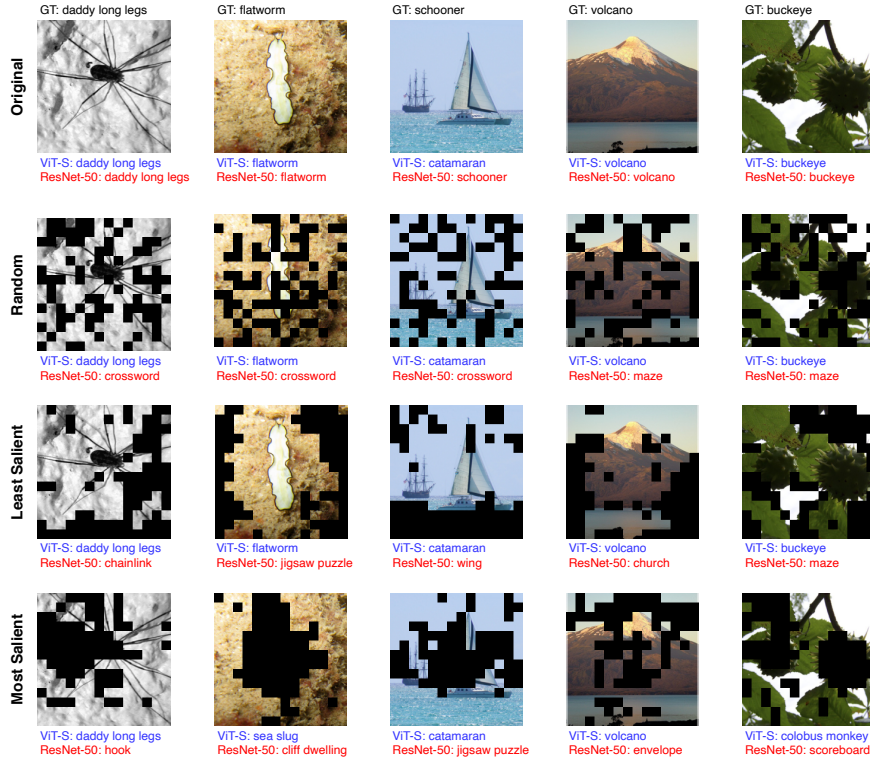 GT: daddy long legs
GT: flatworm
GT: schooner
GT: volcano
GT: buckeye
Original
ViT-S: daddy long legs
ResNet-50: daddy long legs
ViT-S: flatworm
ResNet-50: flatworm
ViT-S: catamaran
ResNet-50: schooner
ViT-S: volcano
ResNet-50: volcano
ViT-S: buckeye
ResNet-50: buckeye
Random
ViT-S: daddy long legs
ResNet-50: crossword
ViT-S: flatworm
ResNet-50: crossword
ViT-S: catamaran
ResNet-50: crossword
ViT-S: volcano
ResNet-50: maze
ViT-S: buckeye
ResNet-50: maze
Least Salient
ViT-S: daddy long legs
ResNet-50: chainlink
ViT-S: flatworm
ResNet-50: jigsaw puzzle
ViT-S: catamaran
ResNet-50: wing
ViT-S: volcano
ResNet-50: church
ViT-S: buckeye
ResNet-50: maze
Most Salient
ViT-S: daddy long legs
ResNet-50: hook
ViT-S: sea slug
ResNet-50: cliff dwelling
ViT-S: catamaran
ResNet-50: jigsaw puzzle
ViT-S: volcano
ResNet-50: envelope
ViT-S: colobus monkey
ResNet-50: scoreboard